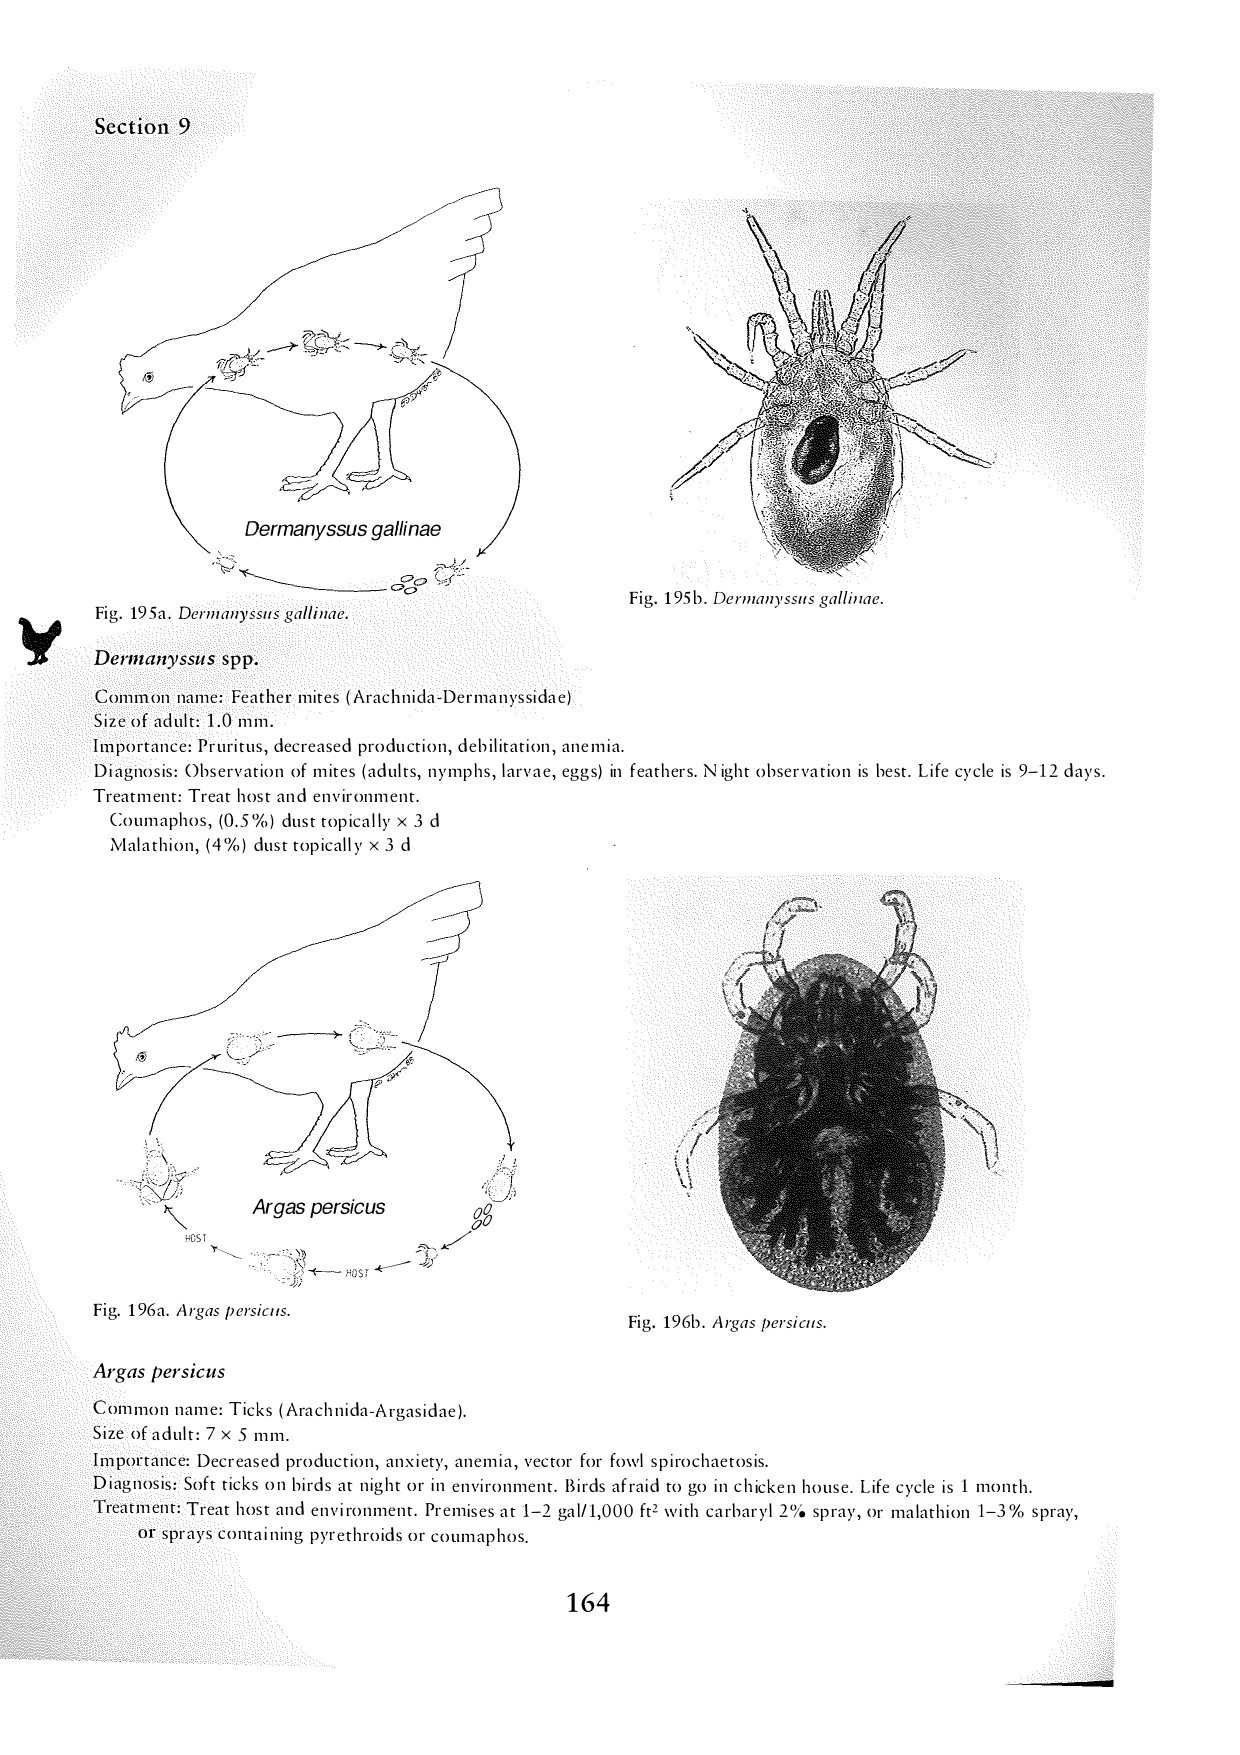 Section 9
Dermanyssus gallinae
Fig. 195a. Dermanyssus gallinae.
Fig. 195b. Dermanyssus gallinae.
Dermanyssus spp.
Common name: Feather mites (Arachnida-Dermanyssidae)
Size of adult: 1.0 mm.
Importance: Pruritus, decreased production, debilitation, anemia.
Diagnosis: Observation of mites (adults, nymphs, larvae, eggs) in feathers. Night observation is best. Life cycle is 9–12 days.
Treatment: Treat host and environment.
Coumaphos, (0.5%) dust topically × 3 d
Malathion, (4%) dust topically × 3 d
Argas persicus
HOST
HOST
Fig. 196a. Argas persicus.
Fig. 196b. Argas persicus.
Argas persicus
Common name: Ticks (Arachnida-Argasidae).
Size of adult: 7 × 5 mm.
Importance: Decreased production, anxiety, anemia, vector for fowl spirochaetosis.
Diagnosis: Soft ticks on birds at night or in environment. Birds afraid to go in chicken house. Life cycle is 1 month.
Treatment: Treat host and environment. Premises at 1–2 gal/1,000 ft² with carbaryl 2% spray, or malathion 1–3% spray,
or sprays containing pyrethroids or coumaphos.
164